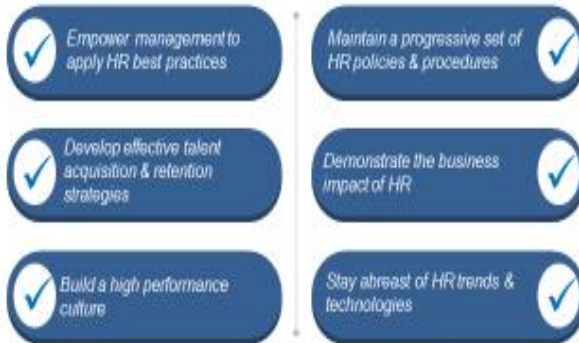 Empower management to
apply HR best practices
Maintain a progressive set of
HR policies & procedures
Develop effective talent
acquisition & retention
strategies
Demonstrate the business
impact of HR
Build a high performance
culture
Stay abreast of HR trends &
technologies